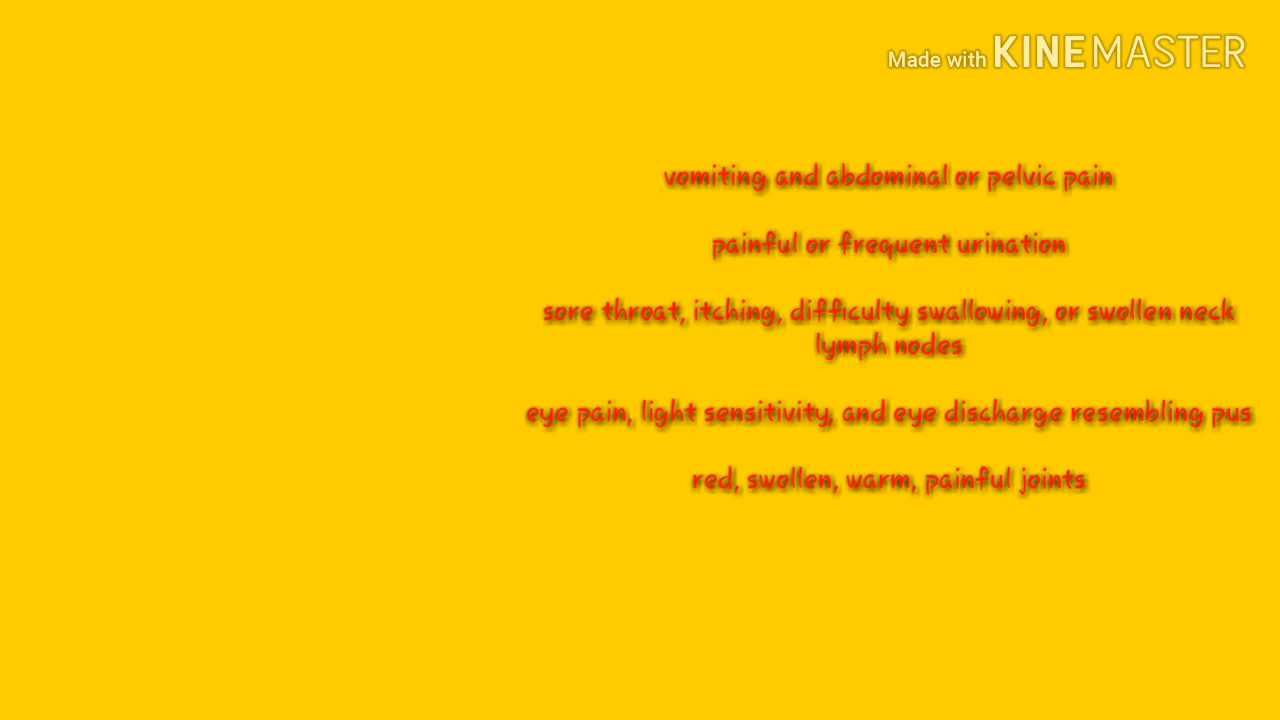 Made with KINEMASTER
vomiting and abdominal or pelvic pain
painful or frequent urination
sore throat, itching, difficulty swallowing, or swollen neck
lymph nodes
eye pain, light sensitivity, and eye discharge resembling pus
red, swollen, warm, painful joints